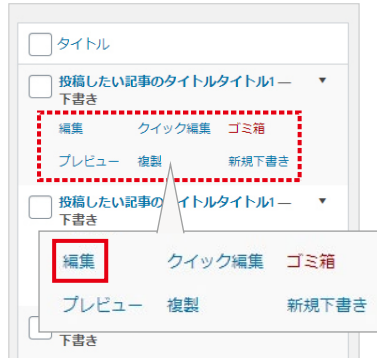 タイトル
投稿したい記事のタイトルタイトル1 — ▼
下書き
編集 クイック編集 ゴミ箱
プレビュー 複製 新規下書き
投稿したい記事の イトルタイトル1 — ▼
下書き
編集 クイック編集 ゴミ箱
プレビュー 複製 新規下書き
下書き